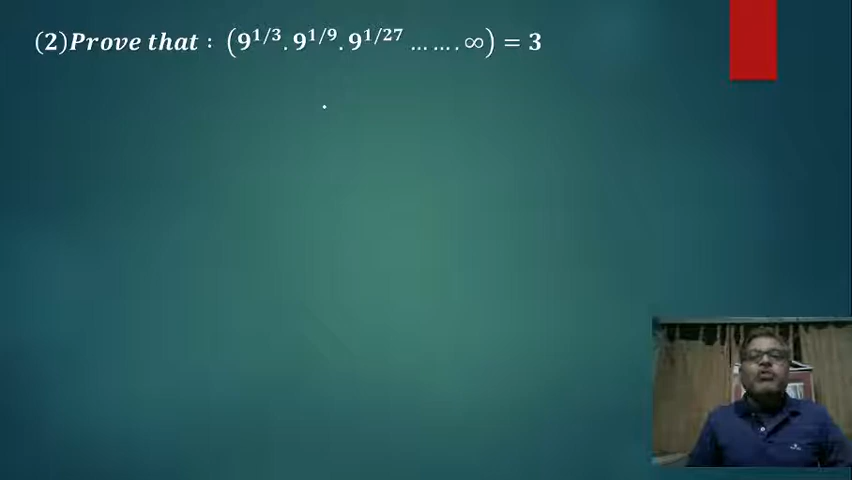 (2)Prove that : (9^{1/3}. 9^{1/9}. 9^{1/27} ... ... . ∞) = 3